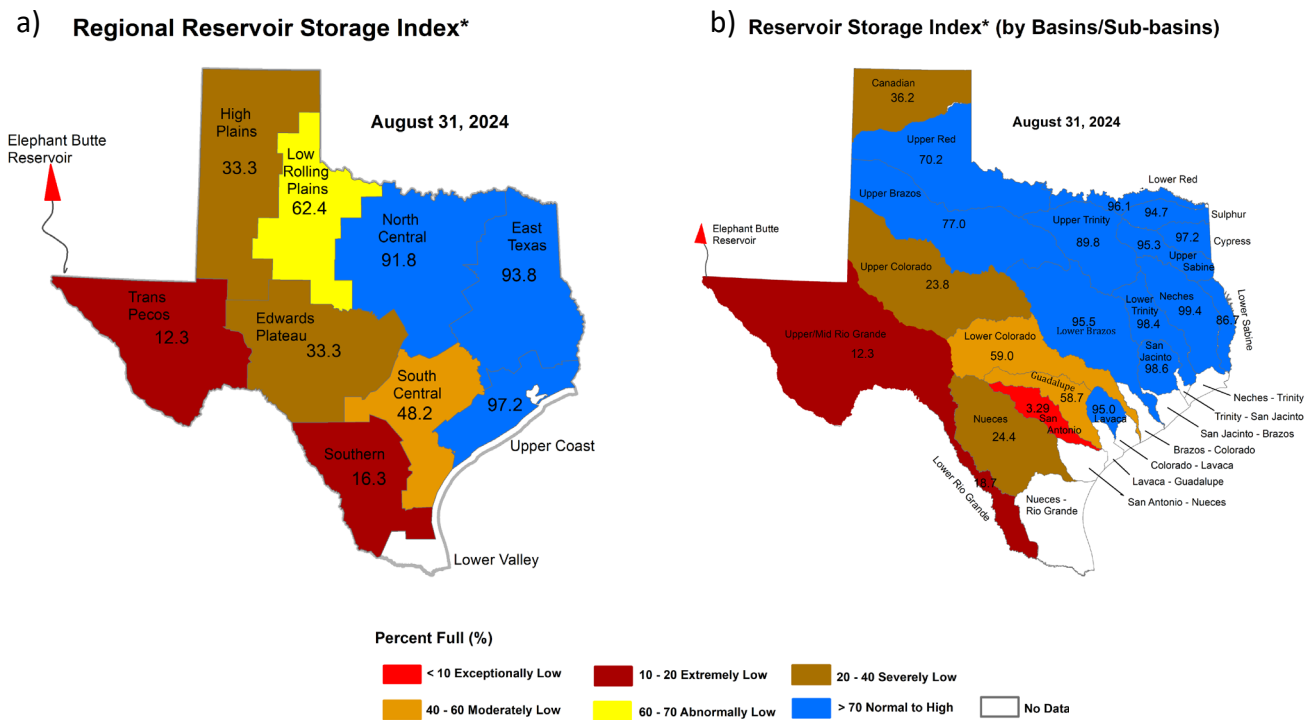 a)
Regional Reservoir Storage Index*
August 31, 2024
Elephant Butte
Reservoir
High
Plains
33.3
Low
Rolling
Plains
62.4
North
Central
91.8
East
Texas
93.8
Trans
Pecos
12.3
Edwards
Plateau
33.3
South
Central
48.2
97.2
Upper Coast
Southern
16.3
Lower Valley
b)
Reservoir Storage Index* (by Basins/Sub-basins)
August 31, 2024
Canadian
36.2
Upper Red
70.2
Lower Red
Upper Brazos
77.0
96.1
94.7
Sulphur
Upper Trinity
89.8
95.3
97.2
Cypress
Upper
Sabine
Elephant Butte
Reservoir
Upper Colorado
23.8
Neches
99.4
Lower
Trinity
98.4
86.7
Lower Sabine
95.5
Lower Brazos
Upper/Mid Rio Grande
12.3
Lower Colorado
59.0
San
Jacinto
98.6
Guadalupe
58.7
3.29
San
Antonio
95.0
Lavaca
Nueces
24.4
18.7
Lower Rio Grande
Nueces -
Rio Grande
Neches - Trinity
Trinity - San Jacinto
San Jacinto - Brazos
Brazos - Colorado
Colorado - Lavaca
Lavaca - Guadalupe
San Antonio - Nueces
Percent Full (%)
< 10 Exceptionally Low
10 - 20 Extremely Low
20 - 40 Severely Low
40 - 60 Moderately Low
60 - 70 Abnormally Low
> 70 Normal to High
No Data